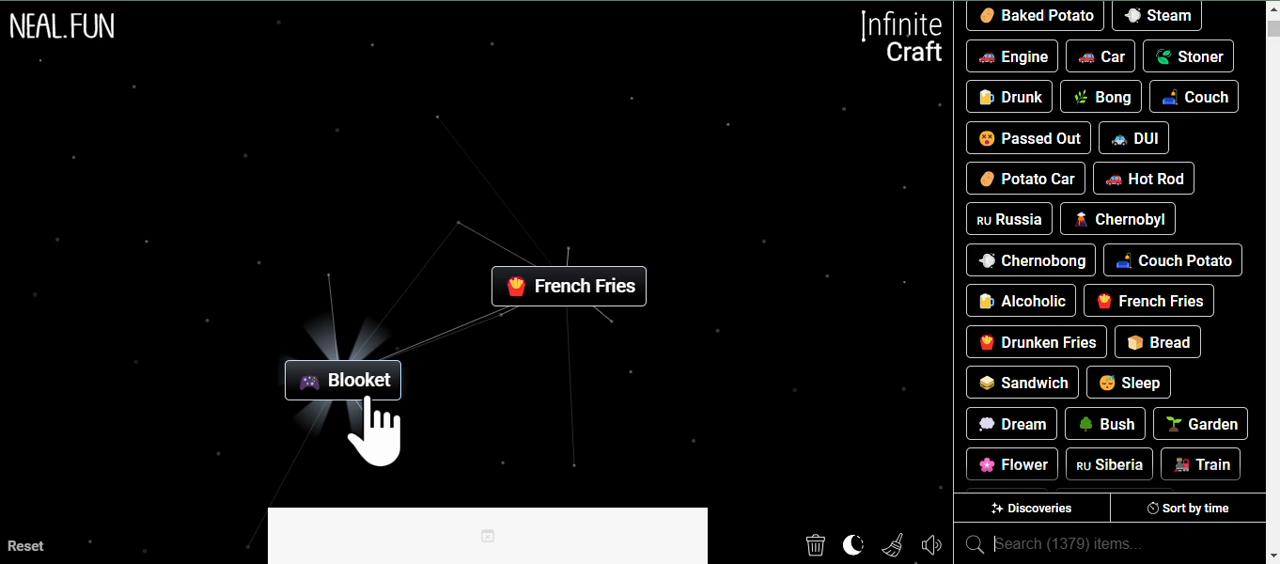 NEAL.FUN
Infinite
Craft
French Fries
Blooket
Reset
Baked Potato Steam
Engine Car Stoner
Drunk Bong Couch
Passed Out DUI
Potato Car Hot Rod
RU Russia Chernobyl
Chernobong Couch Potato
Alcoholic French Fries
Drunken Fries Bread
Sandwich Sleep
Dream Bush Garden
Flower RU Siberia Train
Discoveries Sort by time
Search (1379) items...